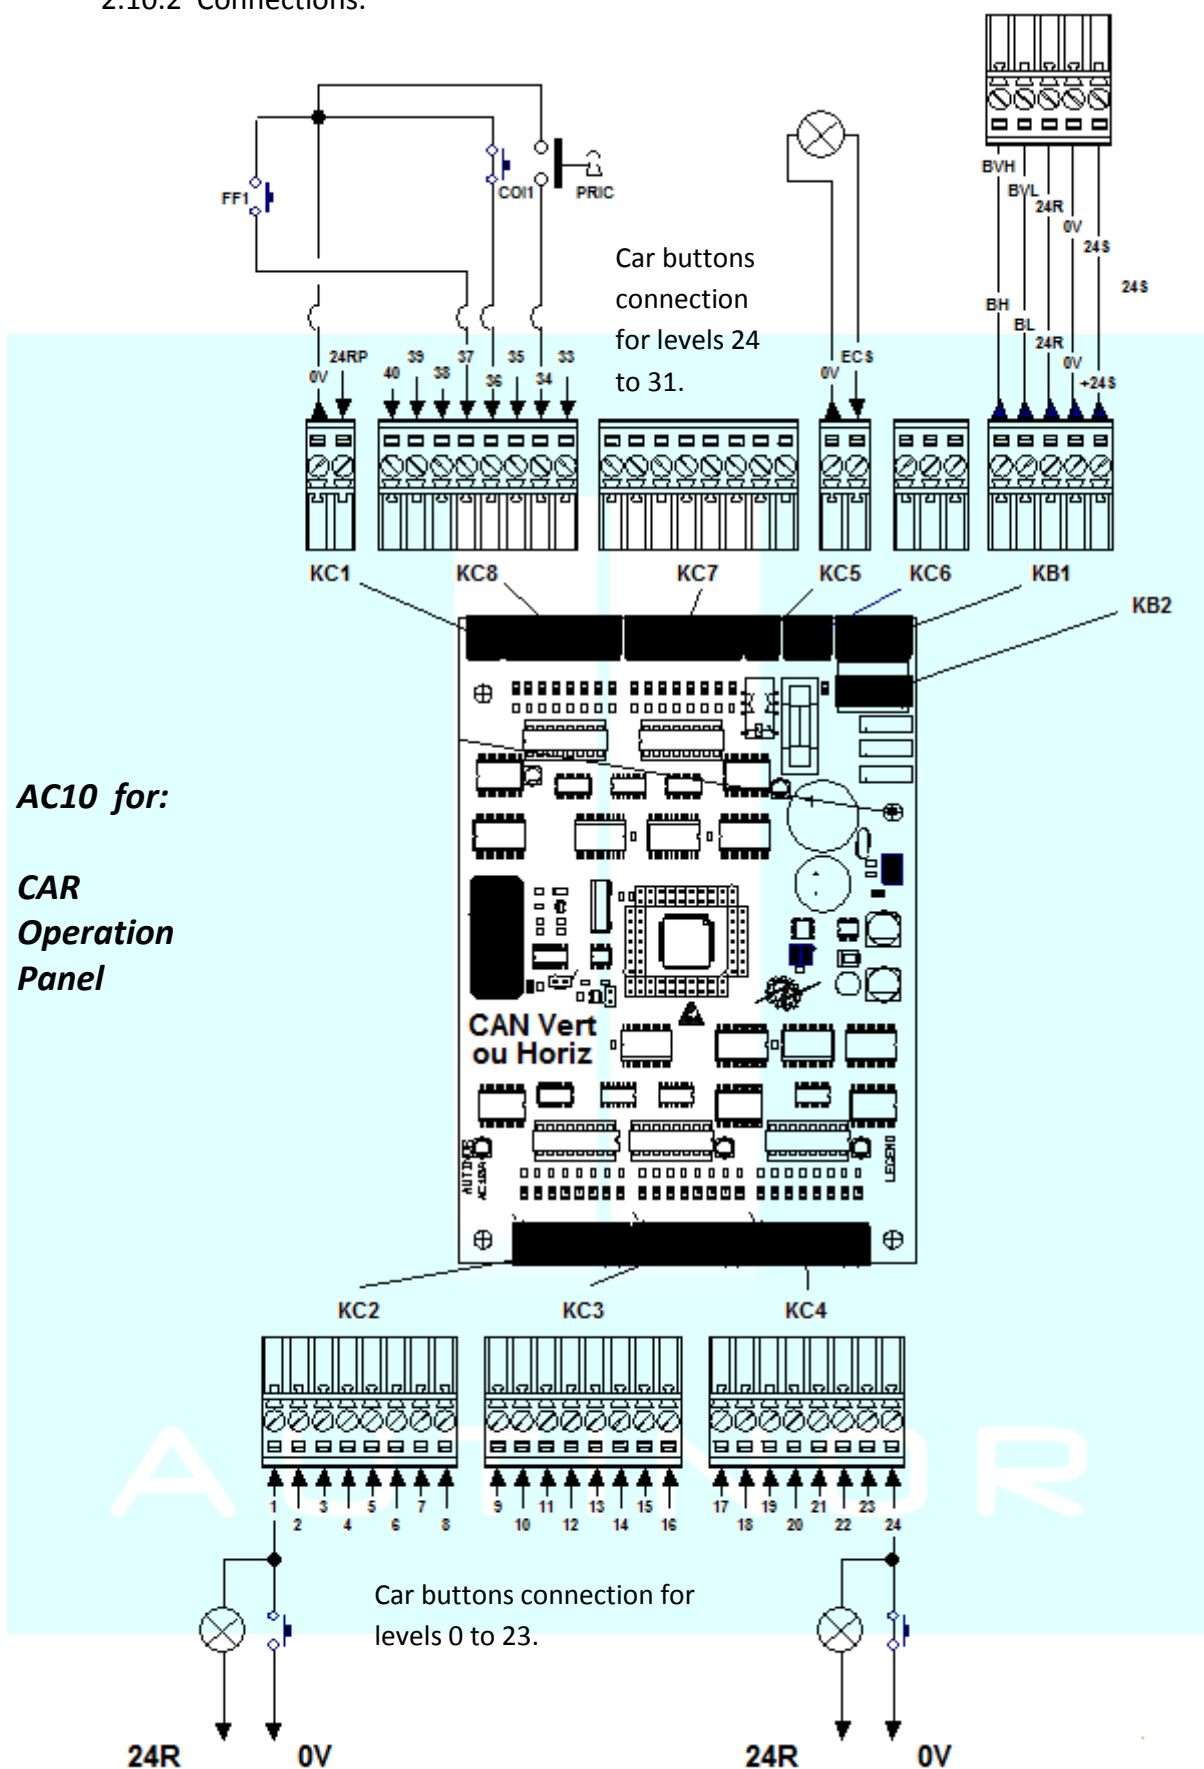 2.10.2 Connections:
BVH
BVL
24R
0V
24S
24S
FF1
COI1
PRIC
Car buttons
connection
for levels 24
to 31.
BH
BL
24R
0V
+24S
0V
24RP
40
39
38
37
36
35
34
33
0V
ECS
KC1
KC8
KC7
KC5
KC6
KB1
KB2
AC10 for:
CAR
Operation
Panel
CAN Vert
ou Horiz
AUTINOR
AC10A
LEGEND
KC2
KC3
KC4
AUTINOR
1
2
3
4
5
6
7
8
9
10
11
12
13
14
15
16
17
18
19
20
21
22
23
24
Car buttons connection for
levels 0 to 23.
24R
0V
24R
0V